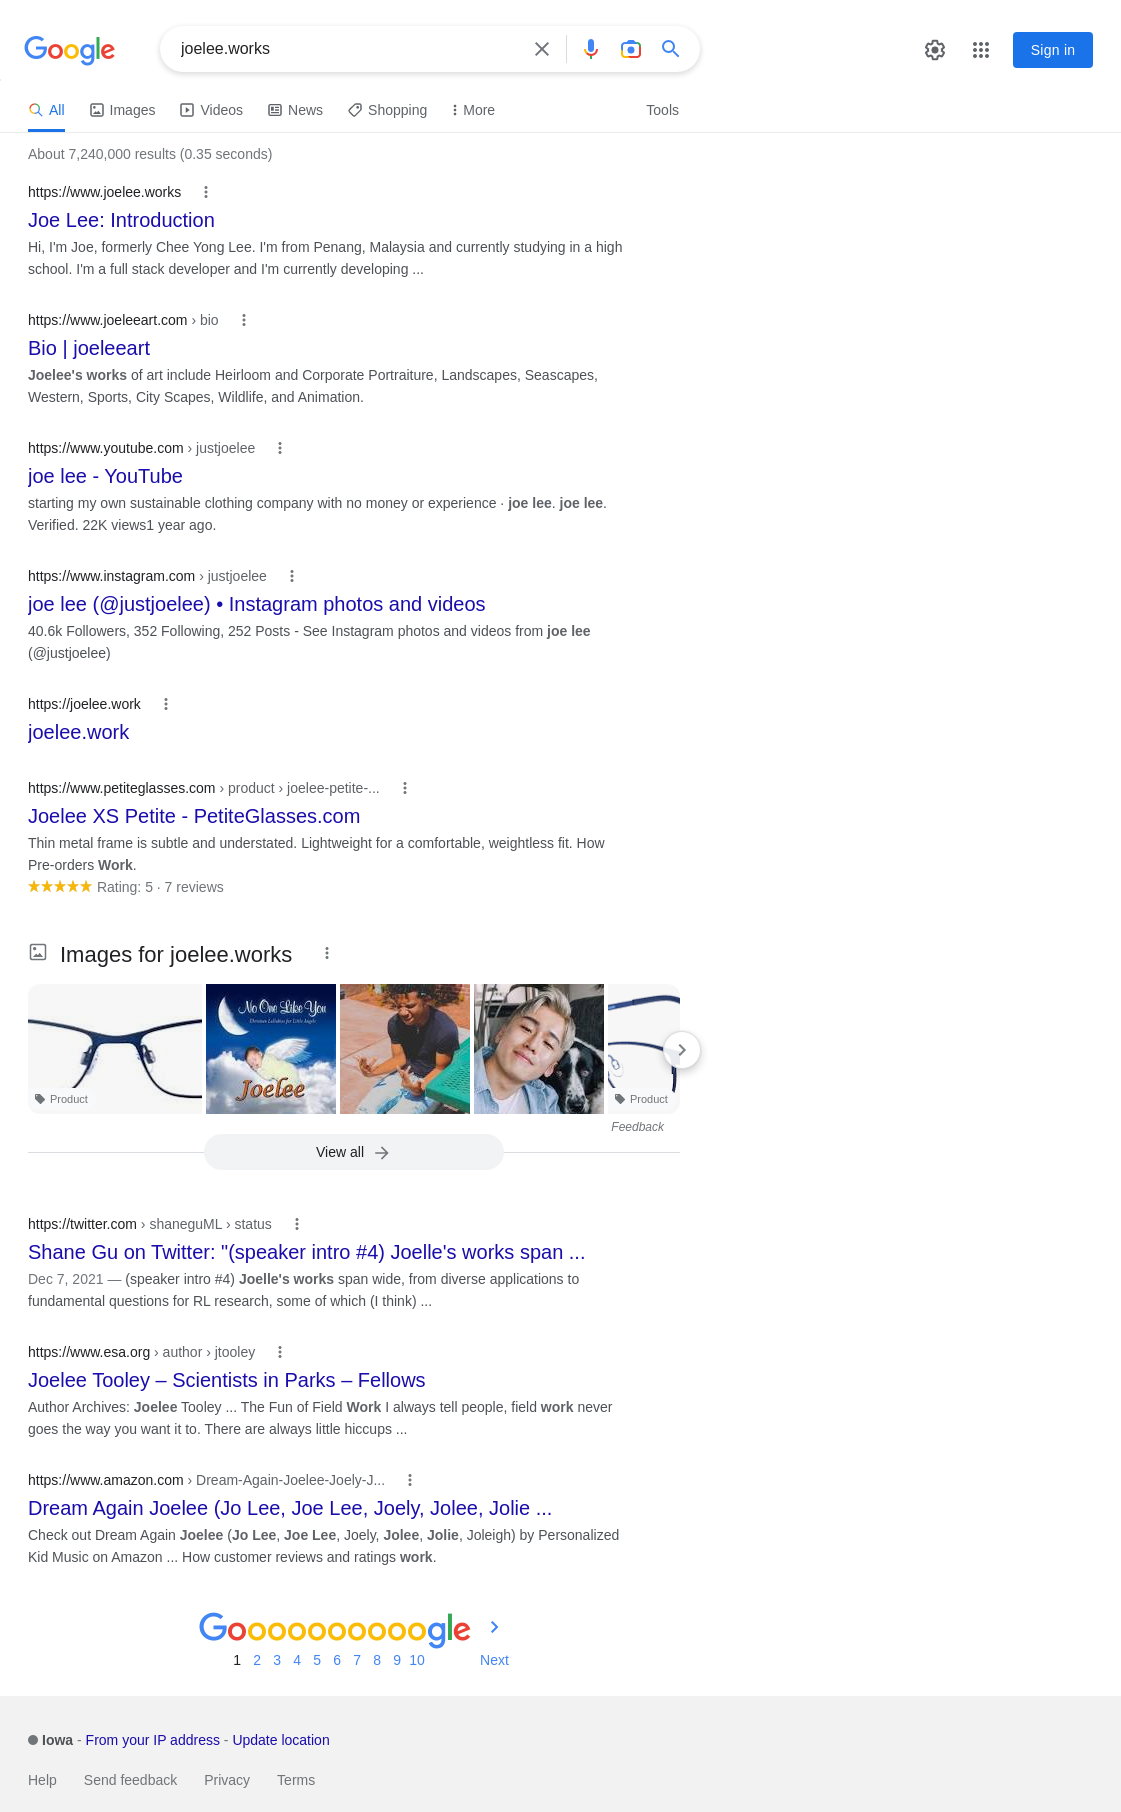 Google
joelee.works
Sign in
All Images Videos News Shopping More Tools
About 7,240,000 results (0.35 seconds)
https://www.joelee.works
Joe Lee: Introduction
Hi, I'm Joe, formerly Chee Yong Lee. I'm from Penang, Malaysia and currently studying in a high
school. I'm a full stack developer and I'm currently developing ...
https://www.joeleeart.com › bio
Bio | joeleeart
Joelee's works of art include Heirloom and Corporate Portraiture, Landscapes, Seascapes,
Western, Sports, City Scapes, Wildlife, and Animation.
https://www.youtube.com › justjoelee
joe lee - YouTube
starting my own sustainable clothing company with no money or experience · joe lee. joe lee.
Verified. 22K views1 year ago.
https://www.instagram.com › justjoelee
joe lee (@justjoelee) • Instagram photos and videos
40.6k Followers, 352 Following, 252 Posts - See Instagram photos and videos from joe lee
(@justjoelee)
https://joelee.work
joelee.work
https://www.petiteglasses.com › product › joelee-petite-...
Joelee XS Petite - PetiteGlasses.com
Thin metal frame is subtle and understated. Lightweight for a comfortable, weightless fit. How
Pre-orders Work.
Rating: 5 · 7 reviews
Images for joelee.works
No One Like You
Christian Lullabies for Little Angels
Joelee
Product
Product
Feedback
View all
https://twitter.com › shaneguML › status
Shane Gu on Twitter: "(speaker intro #4) Joelle's works span ...
Dec 7, 2021 — (speaker intro #4) Joelle's works span wide, from diverse applications to
fundamental questions for RL research, some of which (I think) ...
https://www.esa.org › author › jtooley
Joelee Tooley – Scientists in Parks – Fellows
Author Archives: Joelee Tooley ... The Fun of Field Work I always tell people, field work never
goes the way you want it to. There are always little hiccups ...
https://www.amazon.com › Dream-Again-Joelee-Joely-J...
Dream Again Joelee (Jo Lee, Joe Lee, Joely, Jolee, Jolie ...
Check out Dream Again Joelee (Jo Lee, Joe Lee, Joely, Jolee, Jolie, Joleigh) by Personalized
Kid Music on Amazon ... How customer reviews and ratings work.
Goooooooooogle
1 2 3 4 5 6 7 8 9 10 Next
Iowa - From your IP address - Update location
Help Send feedback Privacy Terms